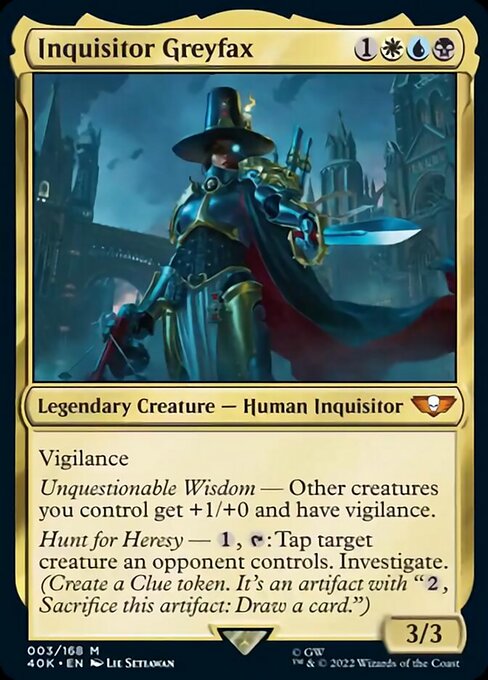 Inquisitor Greyfax 1
Legendary Creature — Human Inquisitor
Vigilance
Unquestionable Wisdom — Other creatures
you control get +1/+0 and have vigilance.
Hunt for Heresy — 1, : Tap target
creature an opponent controls. Investigate.
(Create a Clue token. It's an artifact with “2,
Sacrifice this artifact: Draw a card.”)
3/3
003/168 M
40K • EN Lie Setiawan
© GW
™ & © 2022 Wizards of the Coast